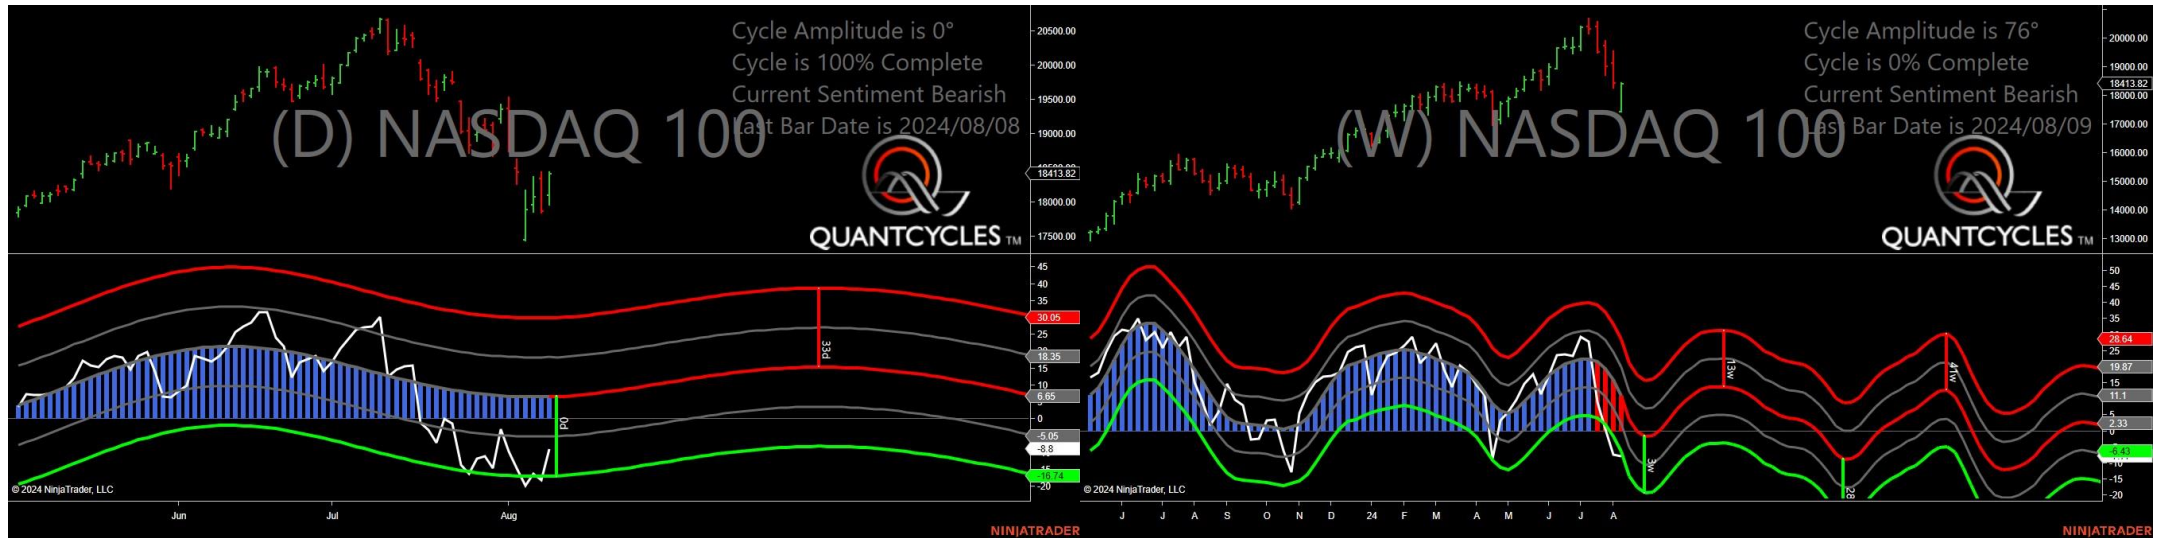 Cycle Amplitude is 0°
Cycle is 100% Complete
Current Sentiment Bearish
Last Bar Date is 2024/08/08
(D) NASDAQ 100
QUANTCYCLES TM
20500.00
20000.00
19500.00
19000.00
18500.00
18413.82
18000.00
17500.00
45
40
35
30.05
25
18.35
15
10
6.65
0
-5.05
-8.8
-15
-16.74
-20
33d
0d
© 2024 NinjaTrader, LLC
Jun
Jul
Aug
NINJATRADER
Cycle Amplitude is 76°
Cycle is 0% Complete
Current Sentiment Bearish
Last Bar Date is 2024/08/09
(W) NASDAQ 100
QUANTCYCLES TM
20000.00
19000.00
18413.82
18000.00
17000.00
16000.00
15000.00
14000.00
13000.00
50
45
40
35
28.64
25
19.87
15
11.1
5
2.33
0
-6.43
-10
-15
-20
13w
41w
3w
28
© 2024 NinjaTrader, LLC
J
J
A
S
O
N
D
24
F
M
A
M
J
J
A
NINJATRADER